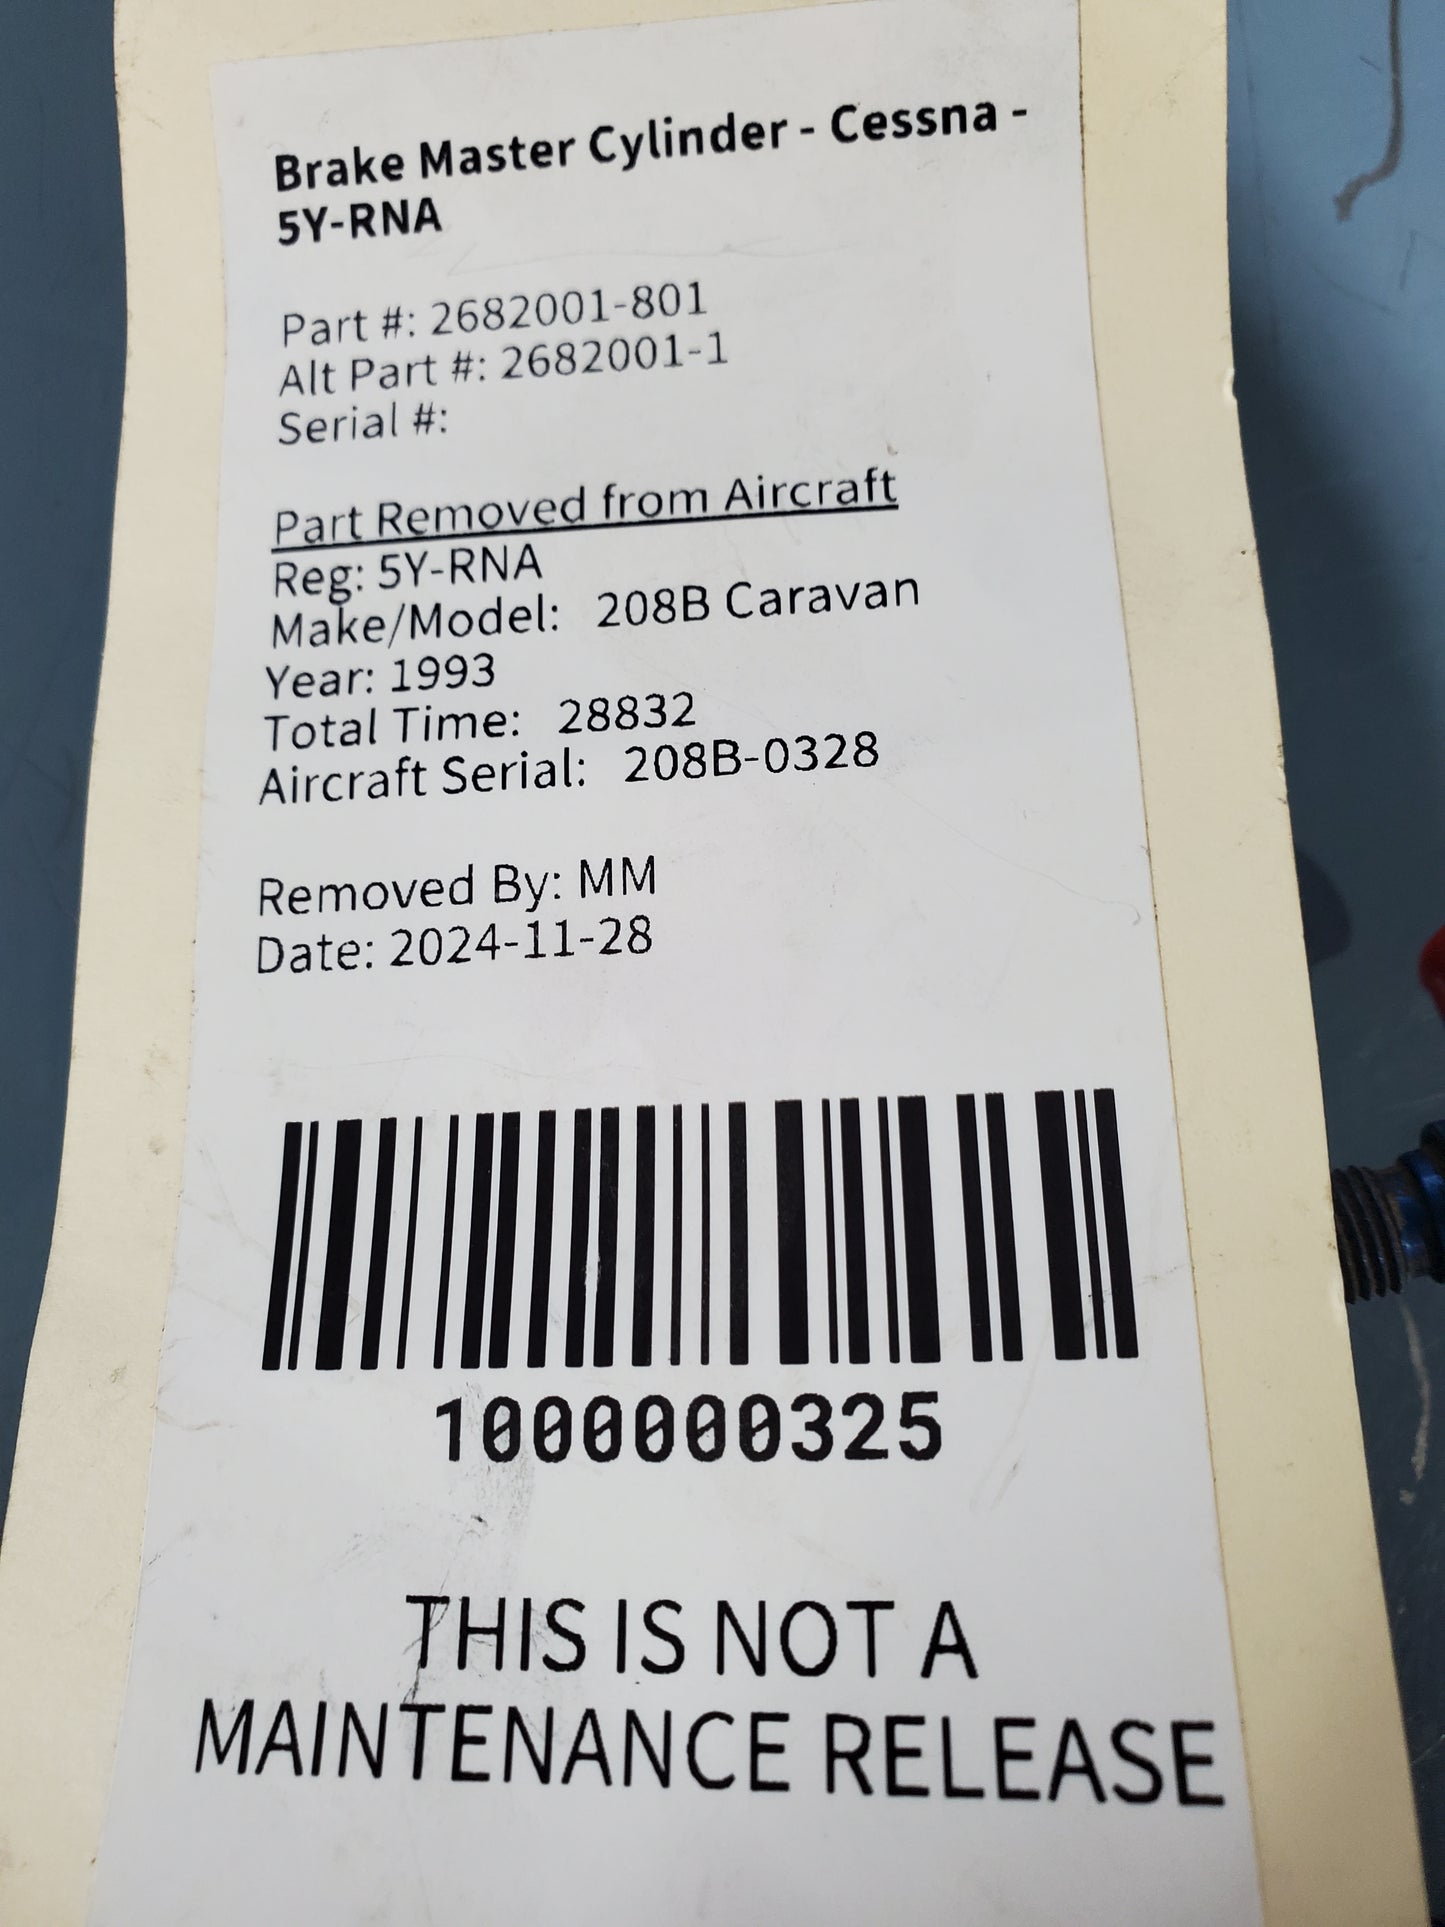 Brake Master Cylinder - Cessna -
5Y-RNA
Part #: 2682001-801
Alt Part #: 2682001-1
Serial #:
Part Removed from Aircraft
Reg: 5Y-RNA
Make/Model: 208B Caravan
Year: 1993
Total Time: 28832
Aircraft Serial: 208B-0328
Removed By: MM
Date: 2024-11-28
1000000325
THIS IS NOT A
MAINTENANCE RELEASE